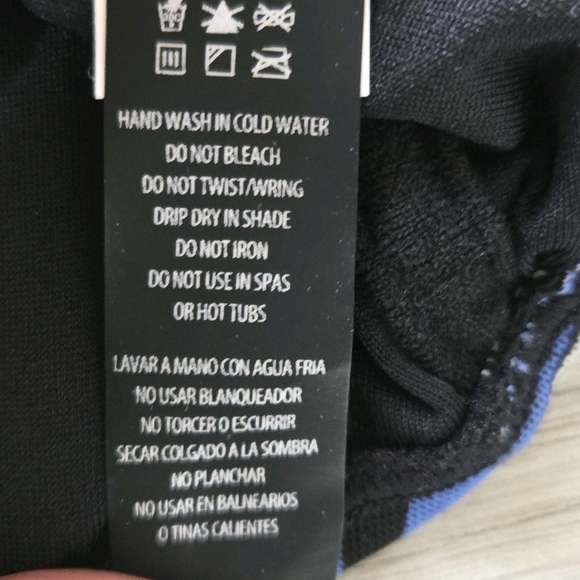 HAND WASH IN COLD WATER
DO NOT BLEACH
DO NOT TWIST/WRING
DRIP DRY IN SHADE
DO NOT IRON
DO NOT USE IN SPAS
OR HOT TUBS
LAVAR A MANO CON AGUA FRIA
NO USAR BLANQUEADOR
NO TORCER O ESCURRIR
SECAR COLGADO A LA SOMBRA
NO PLANCHAR
NO USAR EN BALNEARIOS
O TINAS CALIENTES